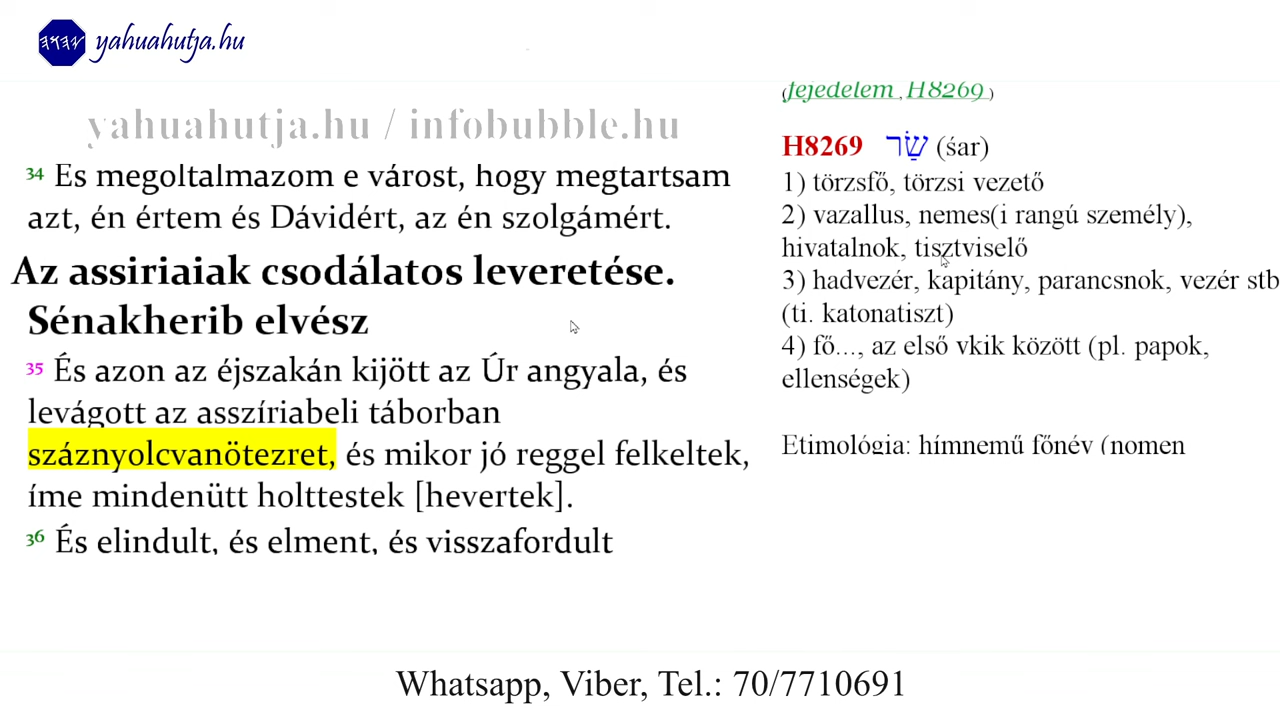 yahuahutja.hu
yahuahutja.hu / infobubble.hu
34 És megoltalmazom e várost, hogy megtartsam
azt, én értem és Dávidért, az én szolgámért.
Az assiriaiak csodálatos leveretése.
Sénakherib elvész
35 És azon az éjszakán kijött az Úr angyala, és
levágott az asszíriabeli táborban
száznyolcvanötezret, és mikor jó reggel felkeltek,
íme mindenütt holttestek [hevertek].
36 És elindult, és elment, és visszafordult
(fejedelem , H8269 )
H8269 שַׂר (śar)
1) törzsfő, törzsi vezető
2) vazallus, nemes(i rangú személy),
hivatalnok, tisztviselő
3) hadvezér, kapitány, parancsnok, vezér stb
(ti. katonatiszt)
4) fő..., az első vkik között (pl. papok,
ellenségek)
Etimológia: hímnemű főnév (nomen
Whatsapp, Viber, Tel.: 70/7710691